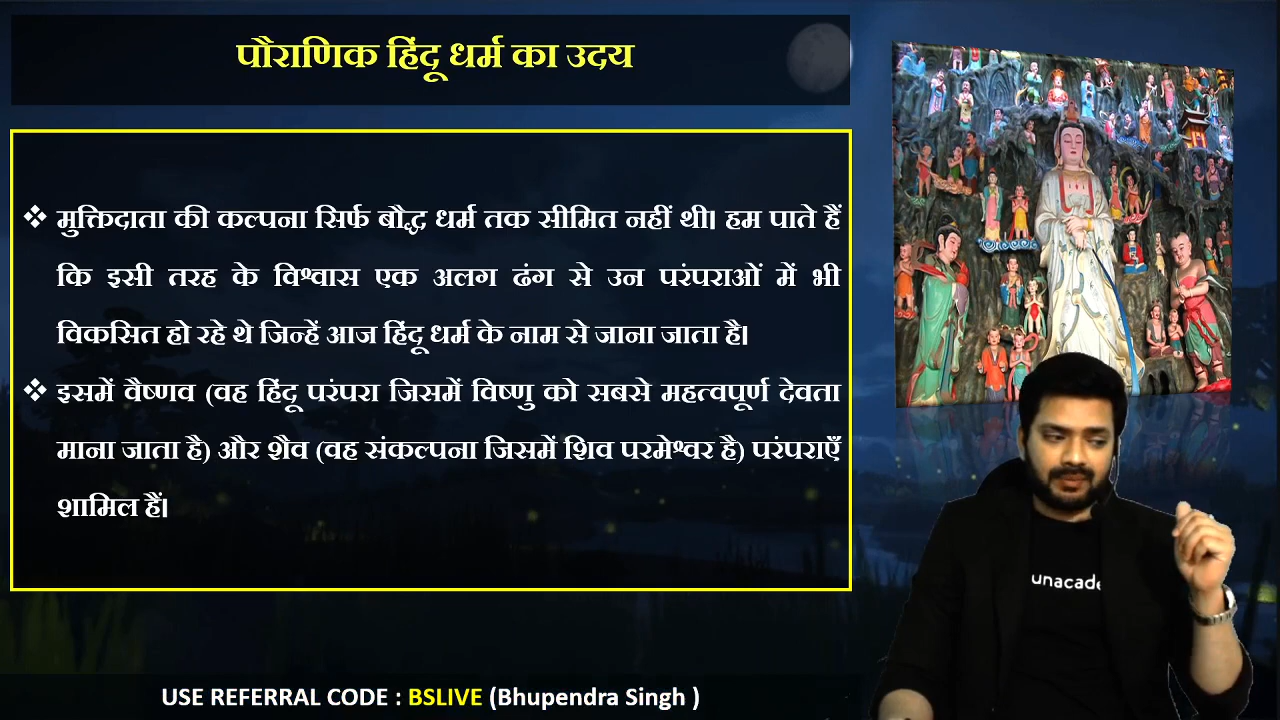 पौराणिक हिंदू धर्म का उदय
❖ मुक्तिदाता की कल्पना सिर्फ बौद्ध धर्म तक सीमित नहीं थी। हम पाते हैं
कि इसी तरह के विश्वास एक अलग ढंग से उन परंपराओं में भी
विकसित हो रहे थे जिन्हें आज हिंदू धर्म के नाम से जाना जाता है।
❖ इसमें वैष्णव (वह हिंदू परंपरा जिसमें विष्णु को सबसे महत्वपूर्ण देवता
माना जाता है) और शैव (वह संकल्पना जिसमें शिव परमेश्वर है) परंपराएँ
शामिल हैं।
unacade
USE REFERRAL CODE : BSLIVE (Bhupendra Singh )